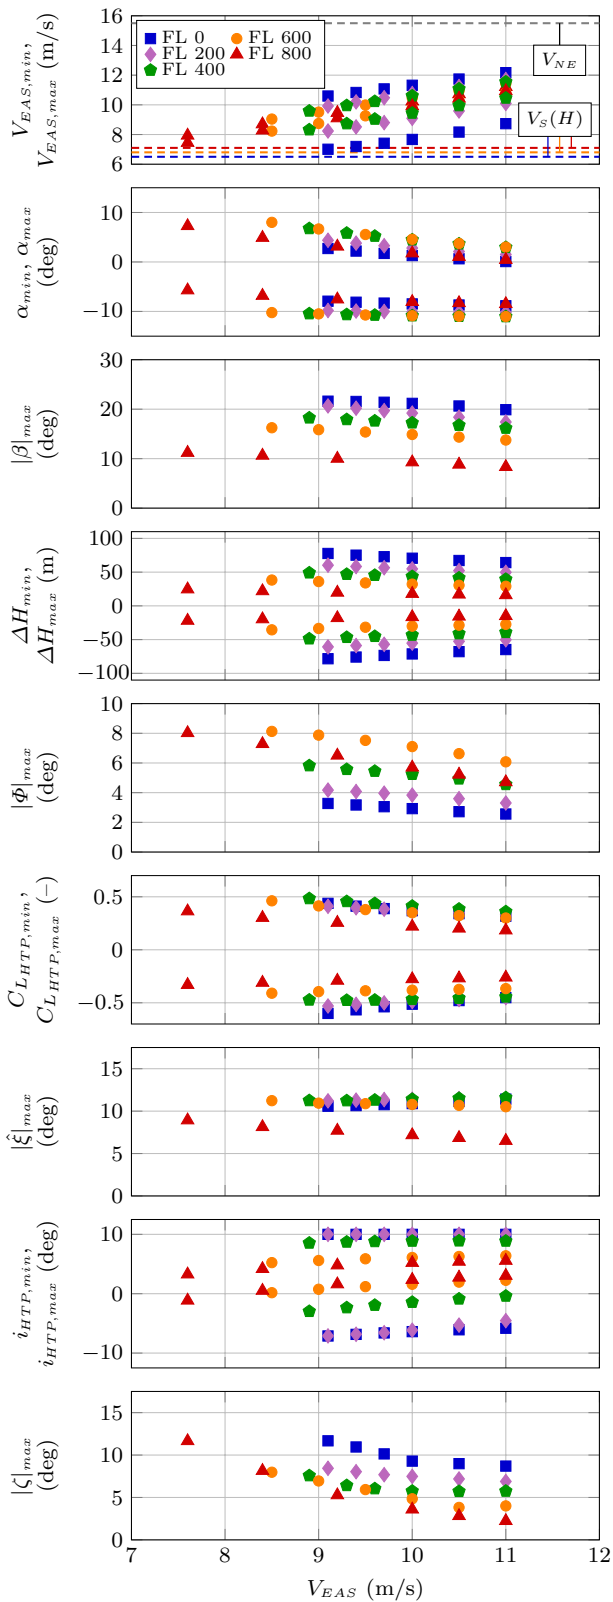 16
14
12
10
8
6
V_{EAS,min},
V_{EAS,max} (m/s)
FL 0
FL 600
FL 200
FL 800
FL 400
V_{NE}
V_S(H)
10
0
−10
α_{min}, α_{max}
(deg)
30
20
10
0
|β|_{max}
(deg)
100
50
0
−50
−100
ΔH_{min},
ΔH_{max} (m)
10
8
6
4
2
0
|Φ|_{max}
(deg)
0.5
0
−0.5
C_{L_{HTP,min}},
C_{L_{HTP,max}} (−)
15
10
5
0
|ξ̂|_{max}
(deg)
10
0
−10
i_{HTP,min},
i_{HTP,max} (deg)
15
10
5
0
|ζ|_{max}
(deg)
7 8 9 10 11 12
V_{EAS} (m/s)